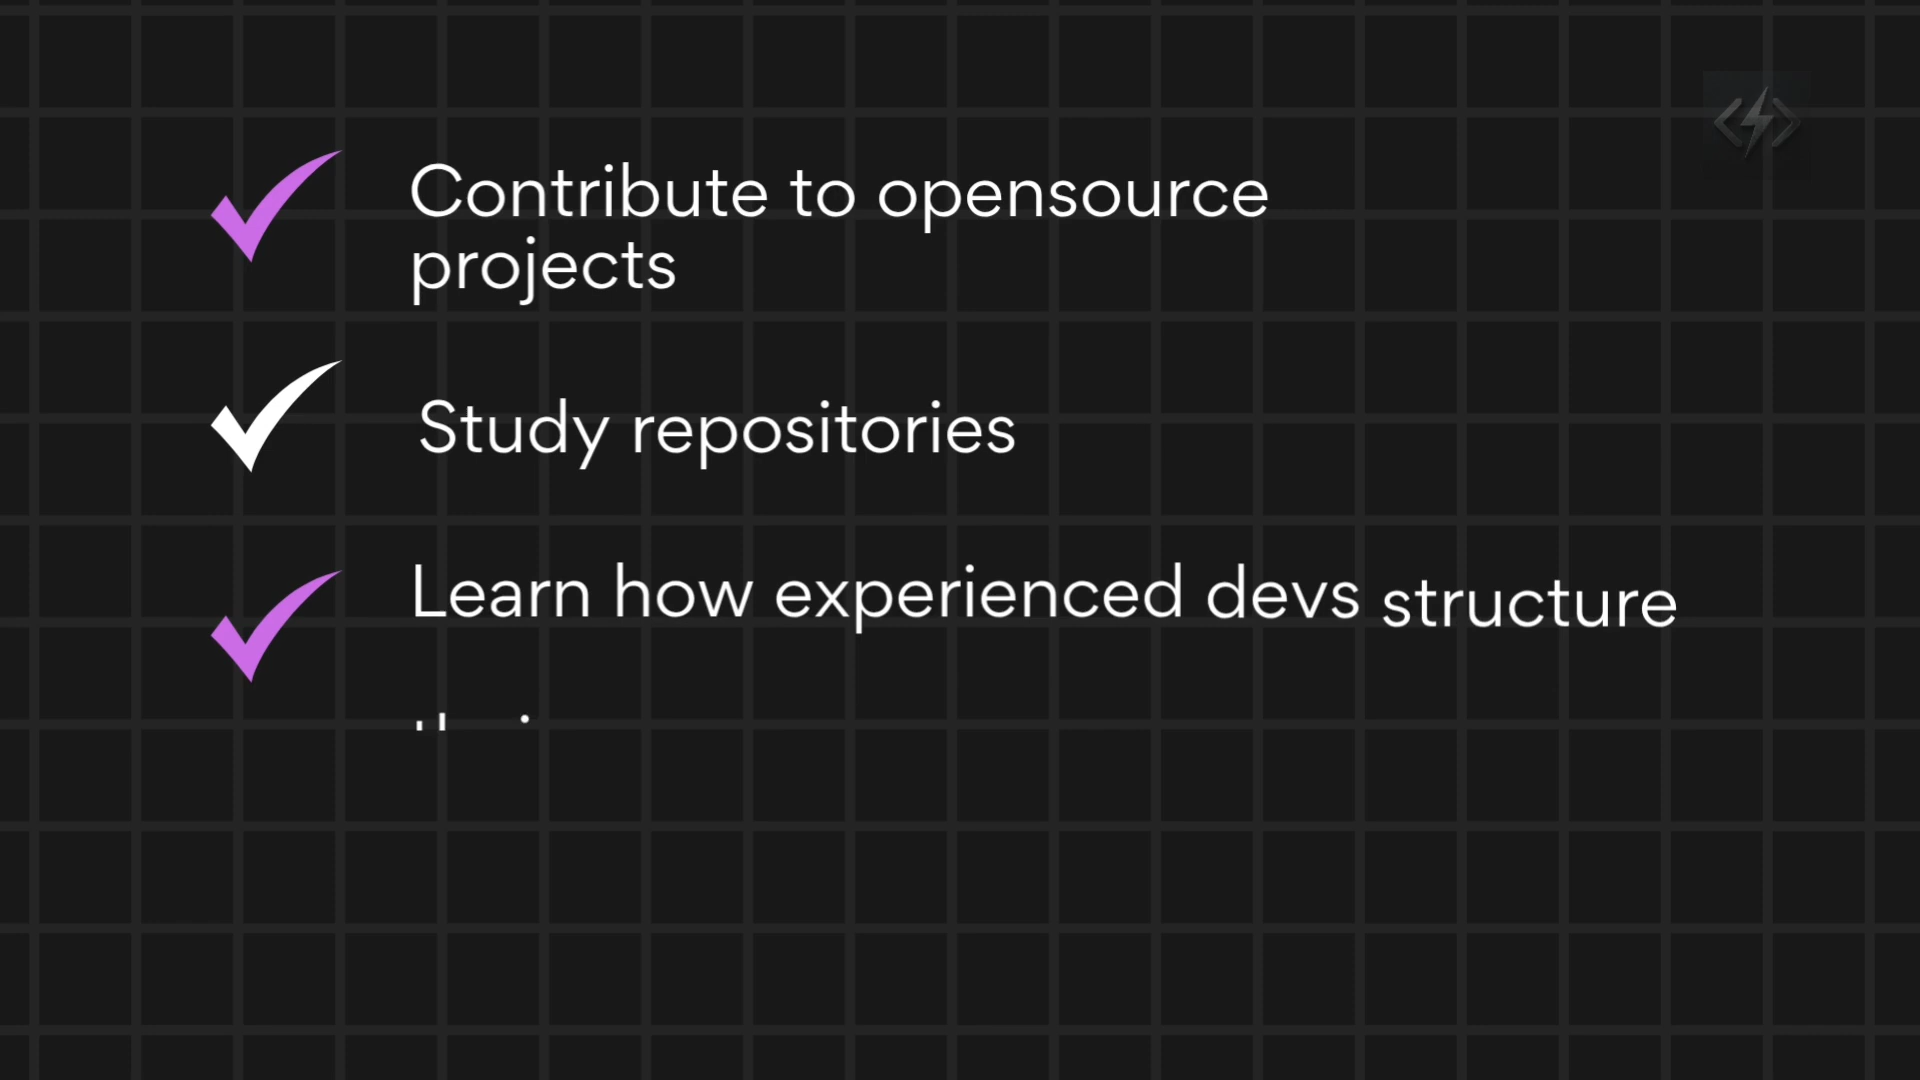 Contribute to opensource
projects
Study repositories
Learn how experienced devs structure